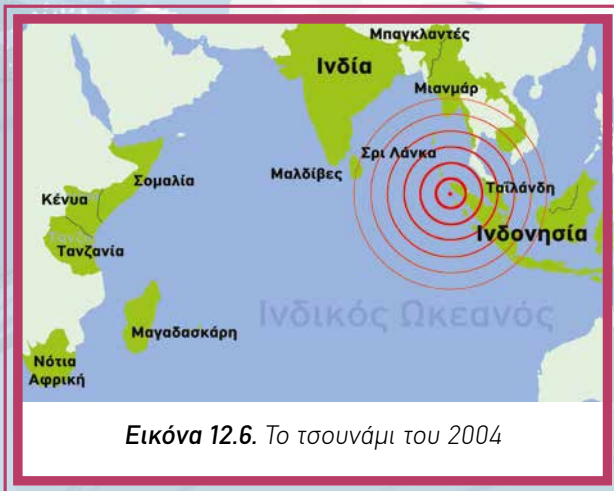 Μπαγκλαντές
Ινδία
Μιανμάρ
Σρι Λάνκα
Μαλδίβες
Ταϊλάνδη
Σομαλία
Κένυα
Τανζανία
Ινδονησία
Ινδικός Ωκεανός
Μαγαδασκάρη
Νότια
Αφρική
Εικόνα 12.6. Το τσουνάμι του 2004